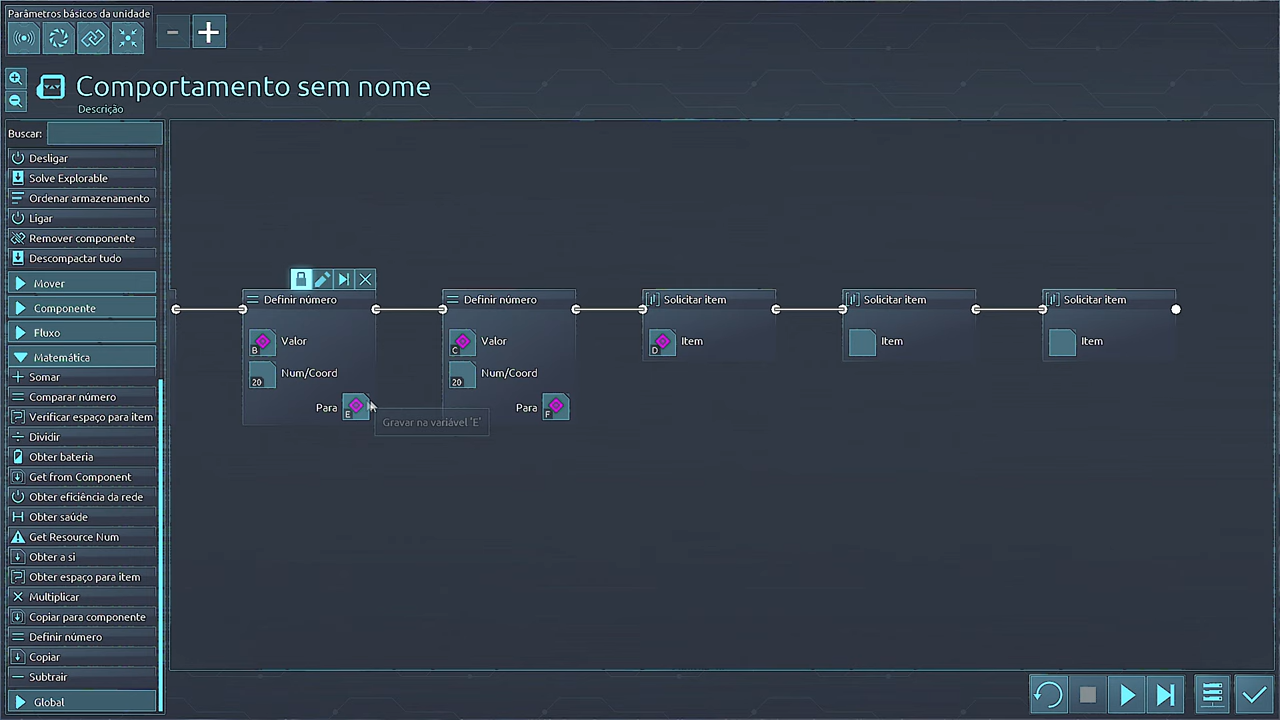 Parâmetros básicos da unidade
Comportamento sem nome
Descrição
Buscar:
Desligar
Solve Explorable
Ordenar armazenamento
Ligar
Remover componente
Descompactar tudo
Mover
Componente
Fluxo
Matemática
Somar
Comparar número
Verificar espaço para item
Dividir
Obter bateria
Get from Component
Obter eficiência da rede
Obter saúde
Get Resource Num
Obter a si
Obter espaço para item
Multiplicar
Copiar para componente
Definir número
Copiar
Subtrair
Global
Definir número
B Valor
20 Num/Coord
Para E
Gravar na variável 'E'
Definir número
C Valor
20 Num/Coord
Para F
Solicitar item
D Item
Solicitar item
Item
Solicitar item
Item